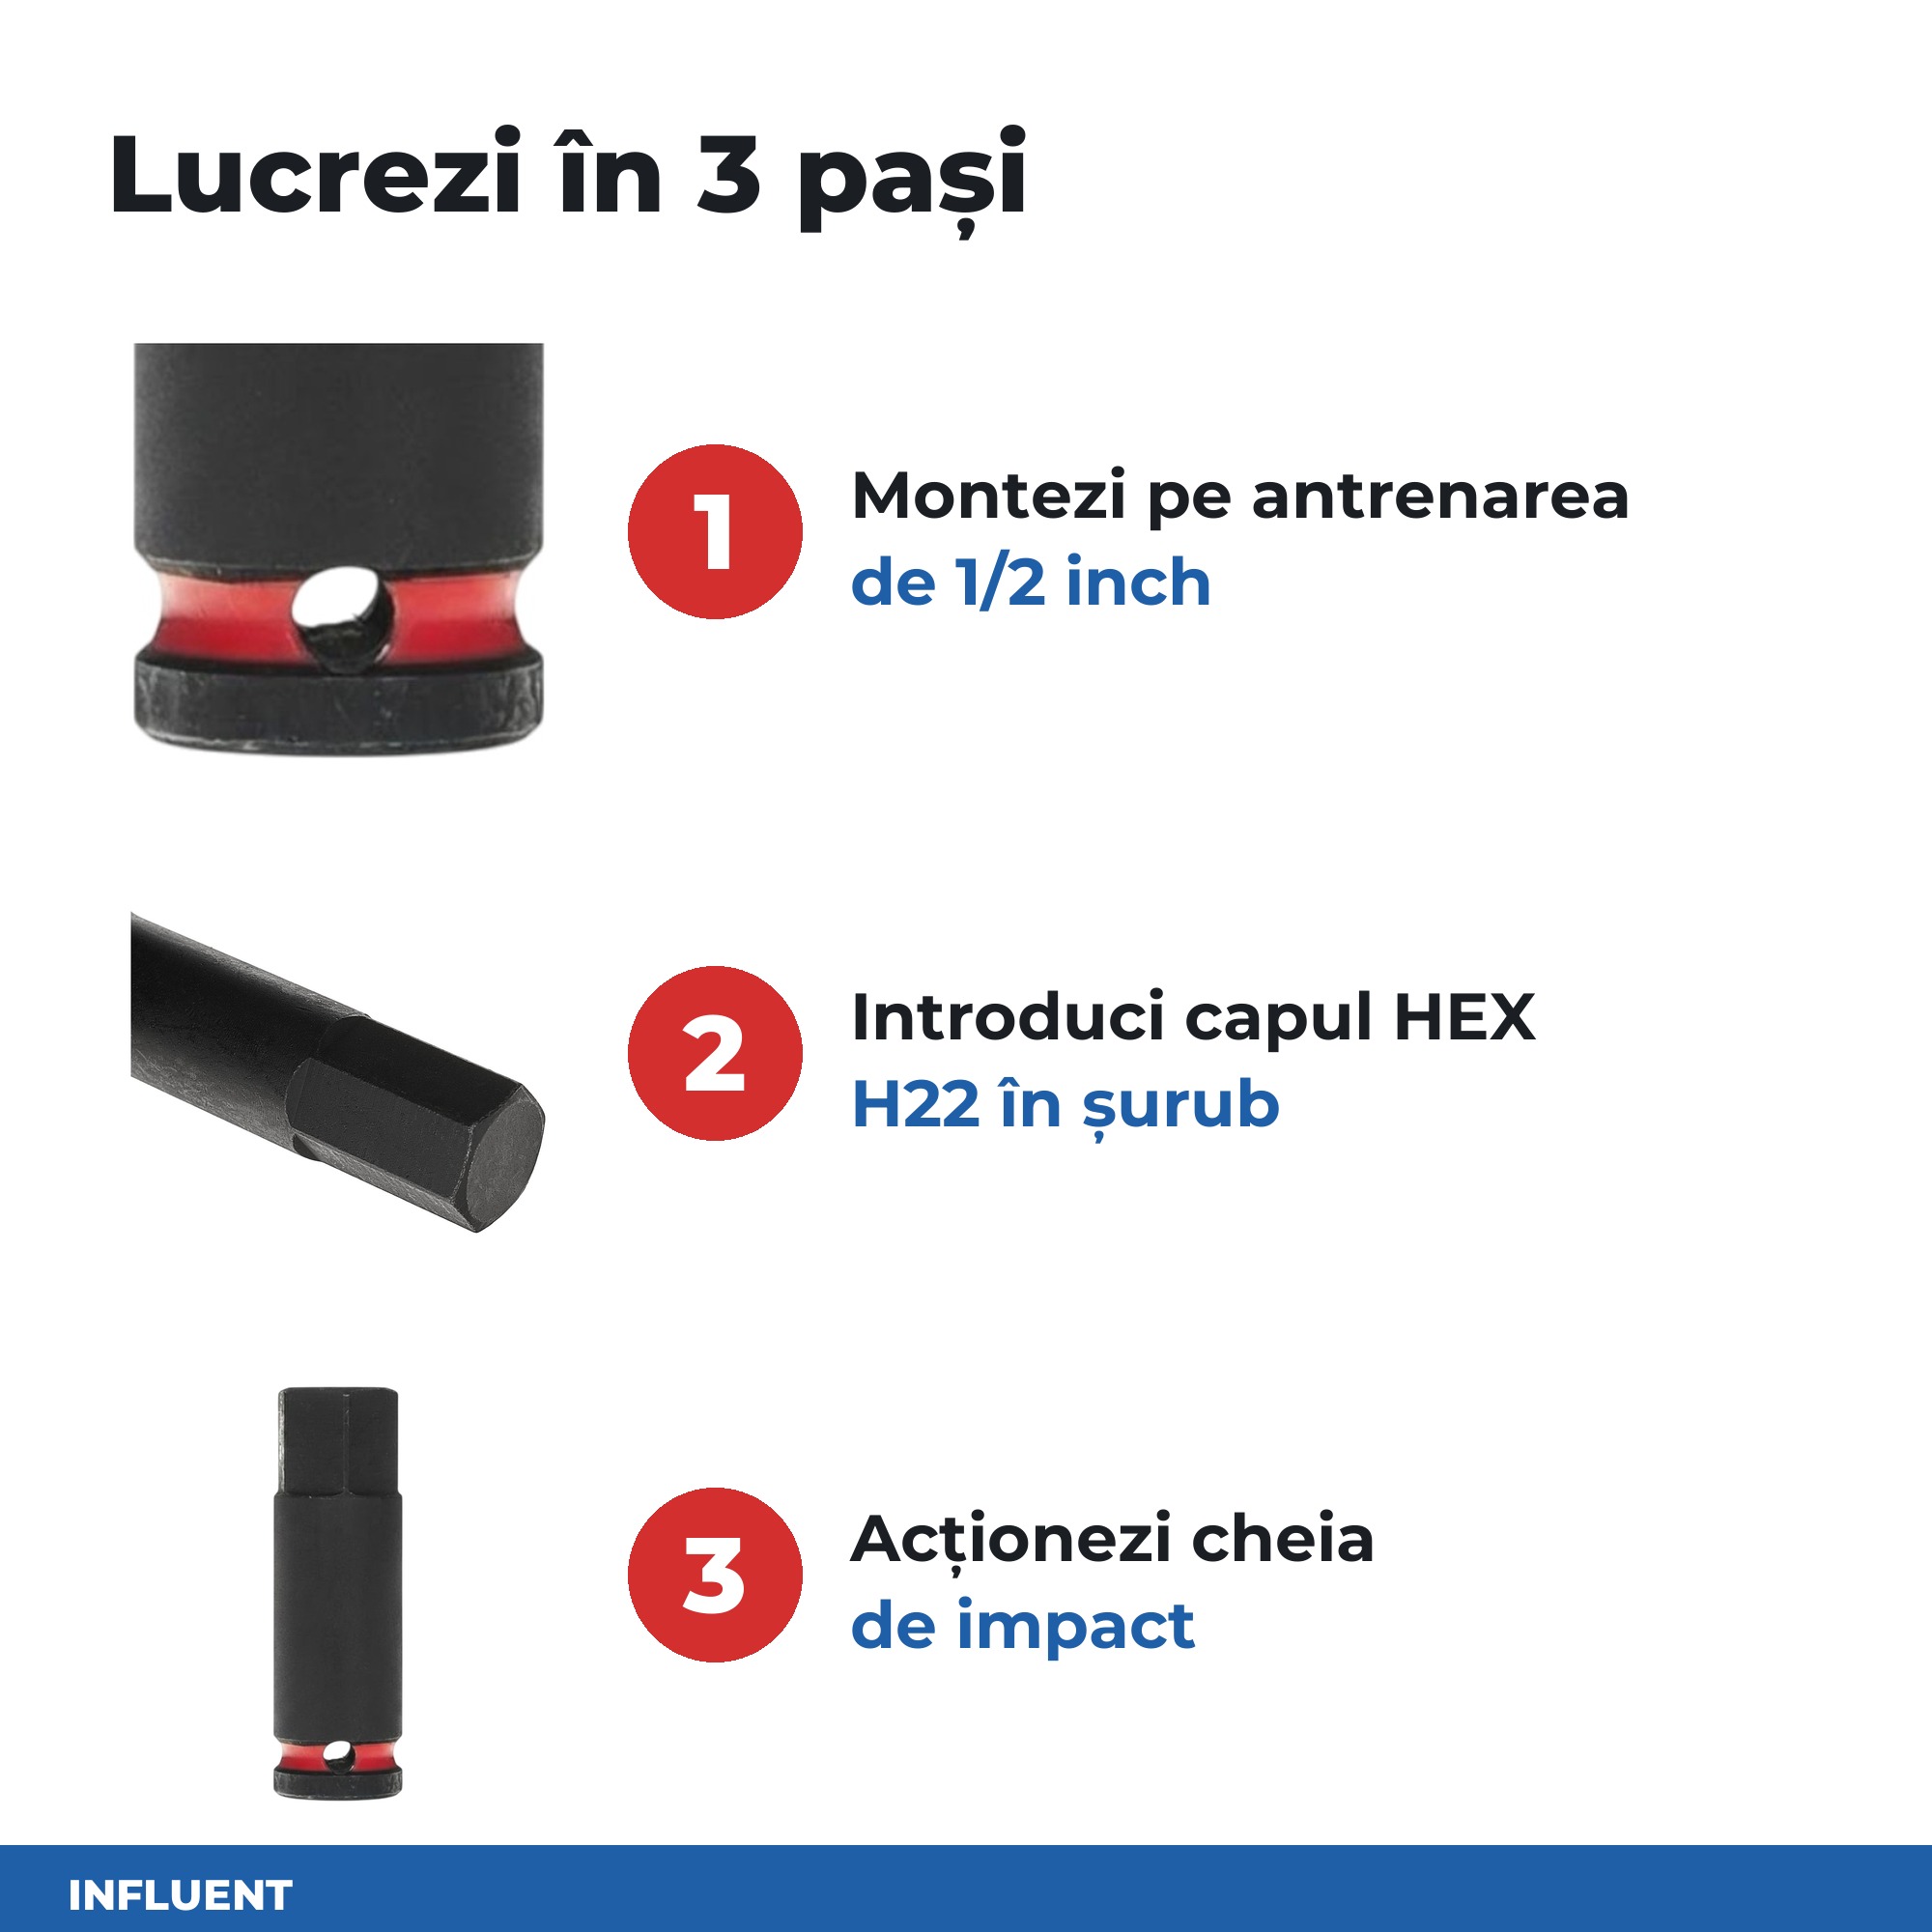 Lucrezi în 3 pași
1
Montezi pe antrenarea
de 1/2 inch
2
Introduci capul HEX
H22 în șurub
3
Acționezi cheia
de impact
INFLUENT